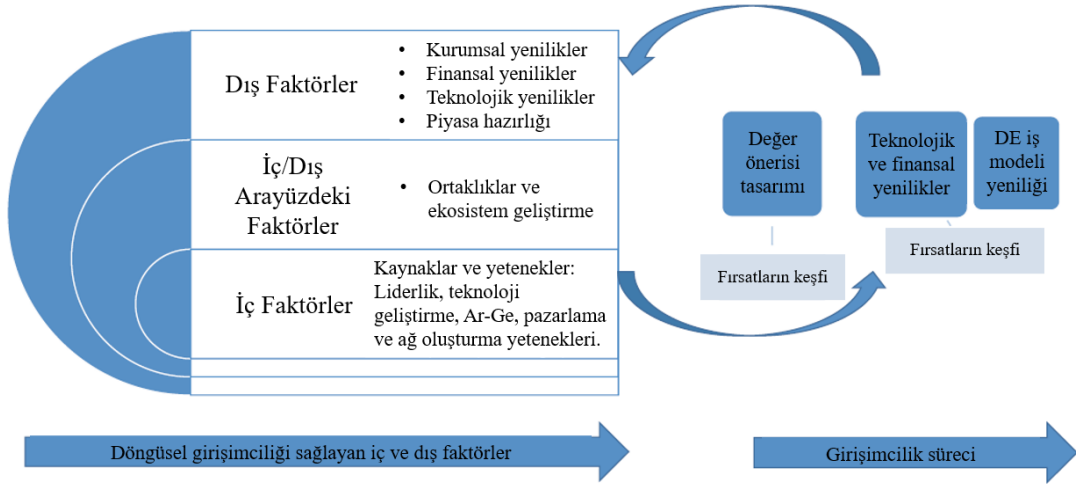 Dış Faktörler
• Kurumsal yenilikler
• Finansal yenilikler
• Teknolojik yenilikler
• Piyasa hazırlığı
İç/Dış
Arayüzdeki
Faktörler
• Ortaklıklar ve
ekosistem geliştirme
İç Faktörler
Kaynaklar ve yetenekler:
Liderlik, teknoloji
geliştirme, Ar-Ge, pazarlama
ve ağ oluşturma yetenekleri.
Değer
önerisi
tasarımı
Fırsatların keşfi
Teknolojik
ve finansal
yenilikler
DE iş
modeli
yeniliği
Fırsatların keşfi
Döngüsel girişimciliği sağlayan iç ve dış faktörler
Girişimcilik süreci